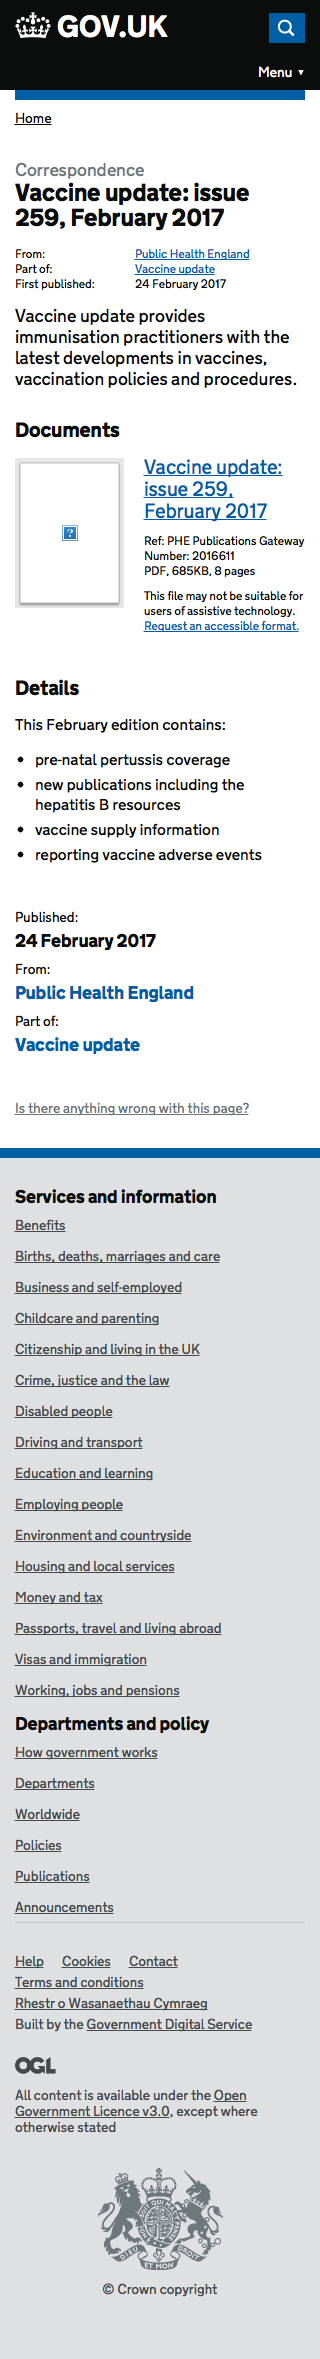 GOV.UK
Menu ▼
Home
Correspondence
Vaccine update: issue
259, February 2017
From: Public Health England
Part of: Vaccine update
First published: 24 February 2017
Vaccine update provides
immunisation practitioners with the
latest developments in vaccines,
vaccination policies and procedures.
Documents
Vaccine update:
issue 259,
February 2017
Ref: PHE Publications Gateway
Number: 2016611
PDF, 685KB, 8 pages
This file may not be suitable for
users of assistive technology.
Request an accessible format.
Details
This February edition contains:
• pre-natal pertussis coverage
• new publications including the
hepatitis B resources
• vaccine supply information
• reporting vaccine adverse events
Published:
24 February 2017
From:
Public Health England
Part of:
Vaccine update
Is there anything wrong with this page?
Services and information
Benefits
Births, deaths, marriages and care
Business and self-employed
Childcare and parenting
Citizenship and living in the UK
Crime, justice and the law
Disabled people
Driving and transport
Education and learning
Employing people
Environment and countryside
Housing and local services
Money and tax
Passports, travel and living abroad
Visas and immigration
Working, jobs and pensions
Departments and policy
How government works
Departments
Worldwide
Policies
Publications
Announcements
Help Cookies Contact
Terms and conditions
Rhestr o Wasanaethau Cymraeg
Built by the Government Digital Service
OGL
All content is available under the Open
Government Licence v3.0, except where
otherwise stated
DIEU ET MON DROIT
© Crown copyright